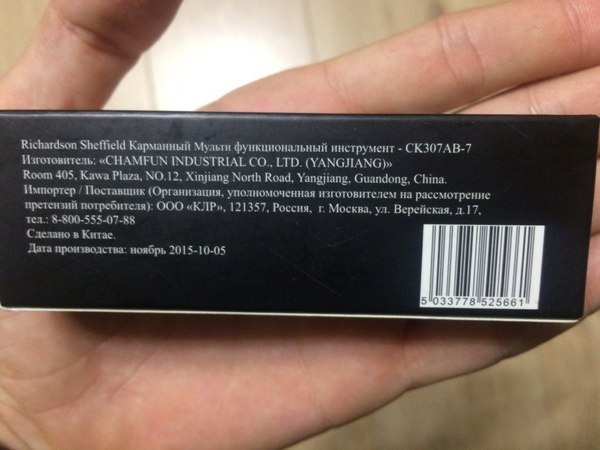 Richardson Sheffield Карманный Мульти функциональный инструмент - CK307AB-7
Изготовитель: «CHAMFUN INDUSTRIAL CO., LTD. (YANGJIANG)»
Room 405, Kawa Plaza, NO.12, Xinjiang North Road, Yangjiang, Guandong, China.
Импортер / Поставщик (Организация, уполномоченная изготовителем на рассмотрение
претензий потребителя): ООО «КЛР», 121357, Россия, г. Москва, ул. Верейская, д.17,
тел.: 8-800-555-07-88
Сделано в Китае.
Дата производства: ноябрь 2015-10-05
5 033778 525661